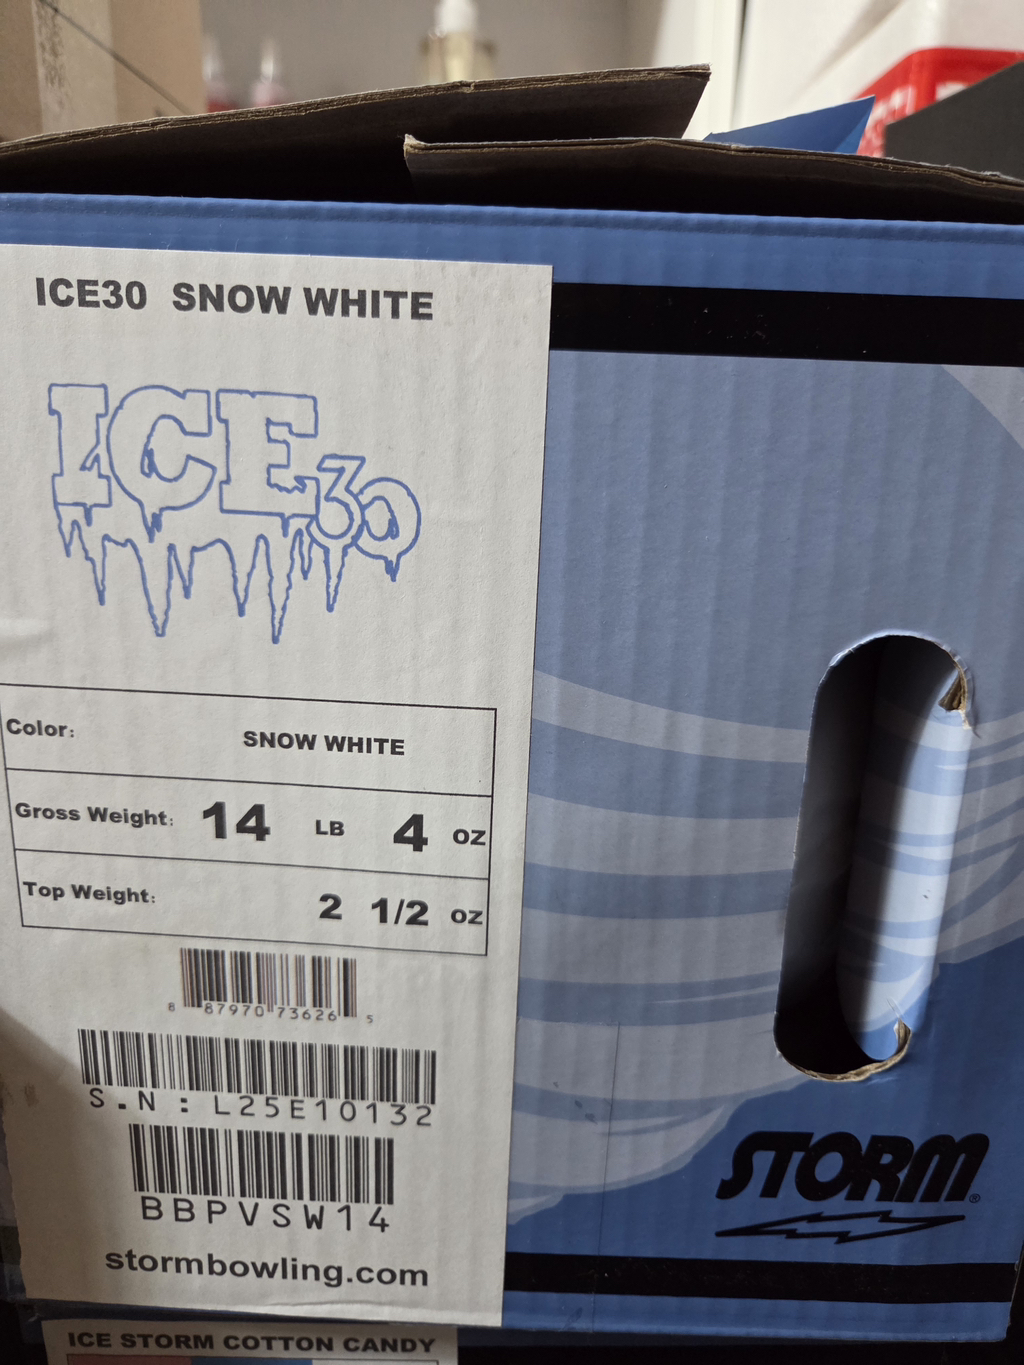 ICE30 SNOW WHITE
ICE30
Color: SNOW WHITE
Gross Weight: 14 LB 4 OZ
Top Weight: 2 1/2 OZ
8 87970 73626 5
S.N : L25E10132
BBPVSW14
stormbowling.com
STORM®
ICE STORM COTTON CANDY